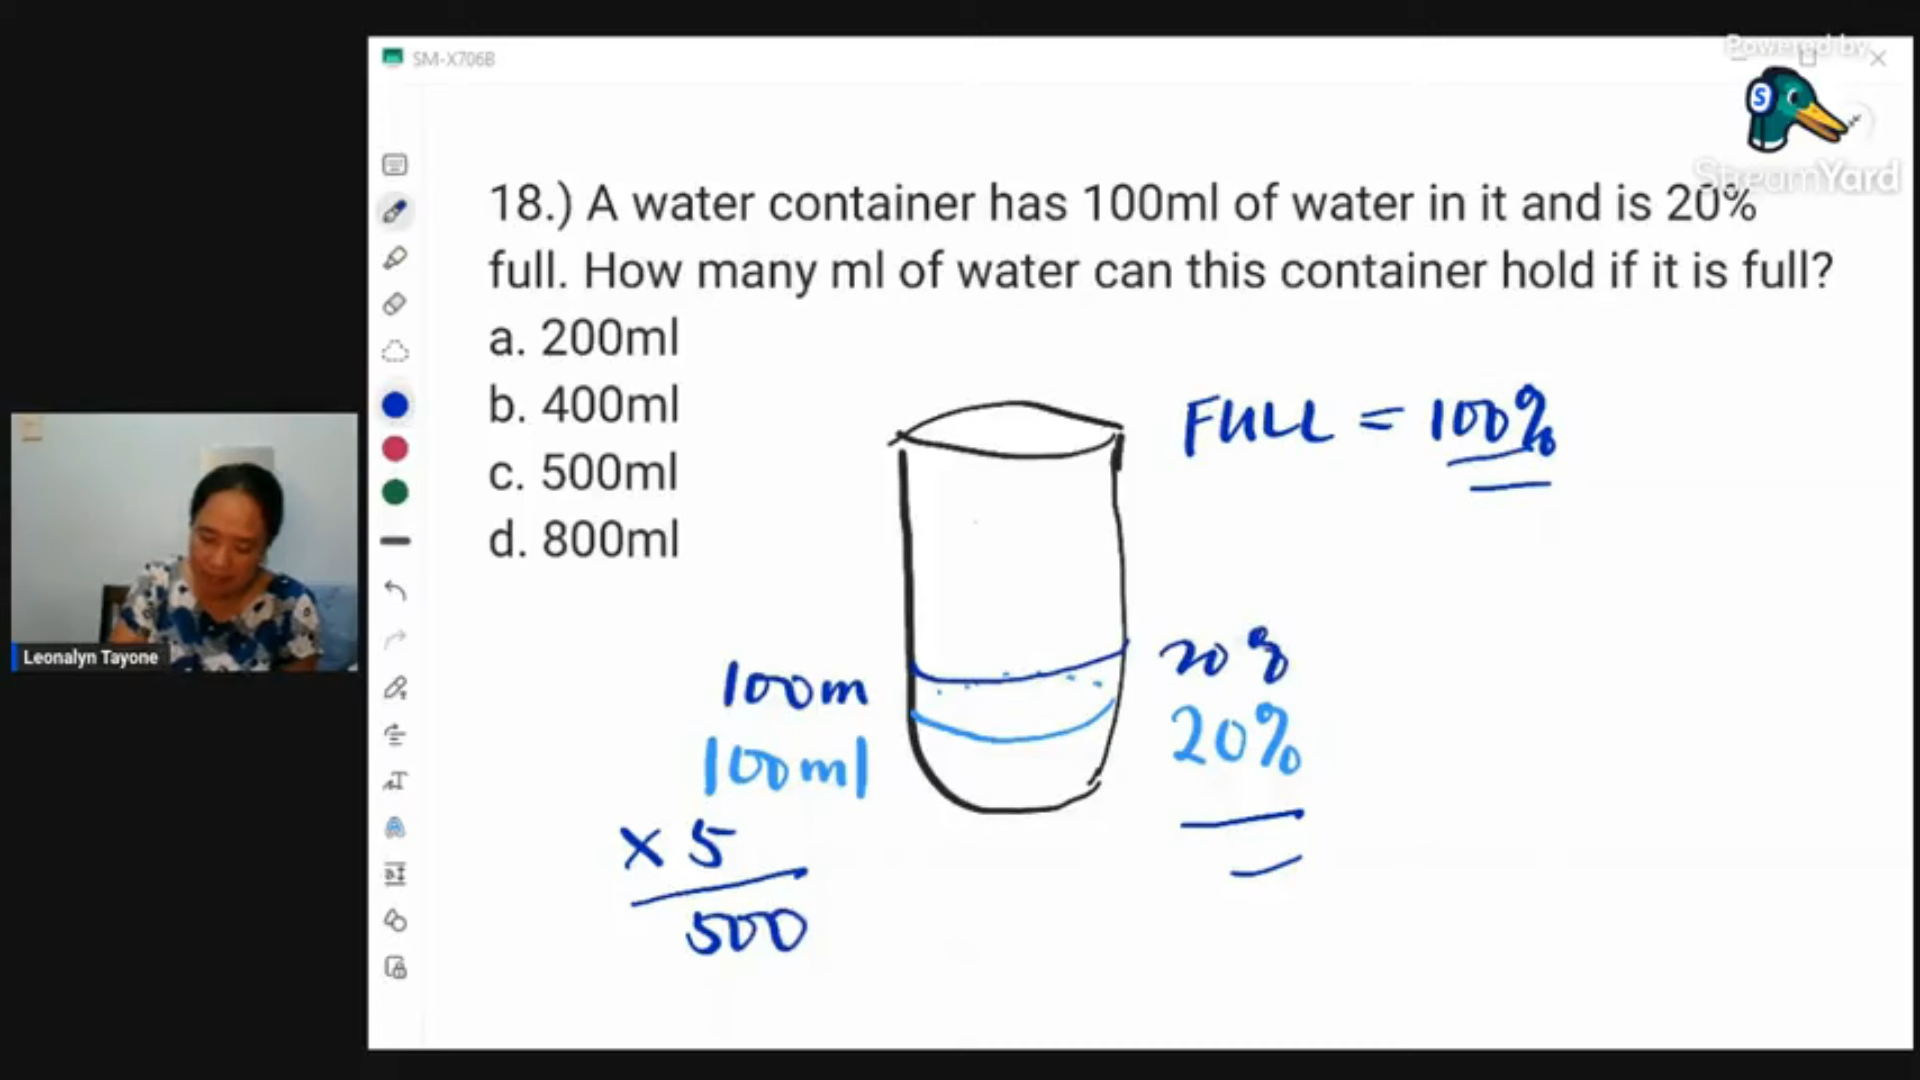 SM-X706B
Powered by
S
StreamYard
18.) A water container has 100ml of water in it and is 20%
full. How many ml of water can this container hold if it is full?
a. 200ml
b. 400ml
c. 500ml
d. 800ml
FULL = 100%
100m
20%
100ml
20%
x 5
500
Leonalyn Tayone